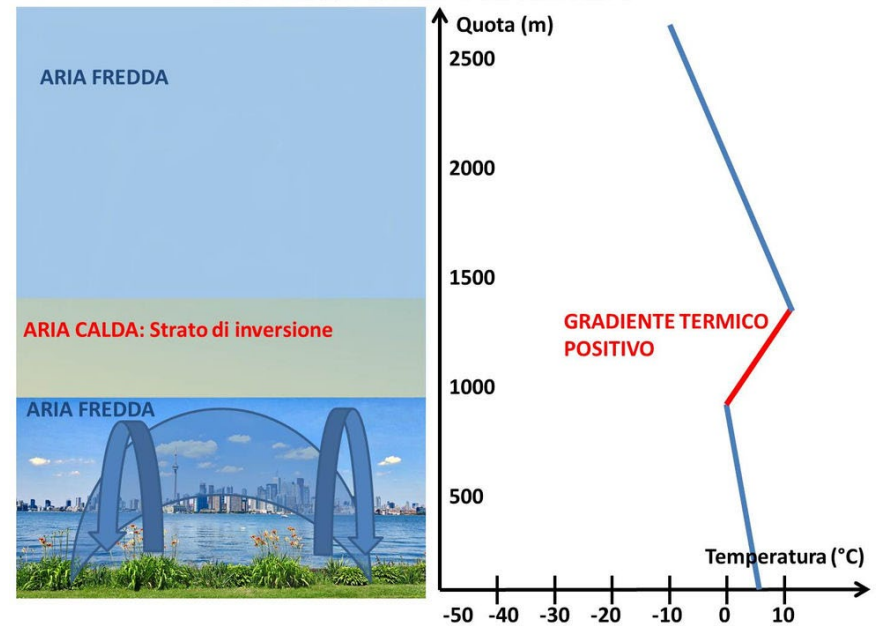 ARIA FREDDA
ARIA CALDA: Strato di inversione
ARIA FREDDA
Quota (m)
2500
2000
1500
GRADIENTE TERMICO
POSITIVO
1000
500
Temperatura (°C)
-50 -40 -30 -20 -10 0 10